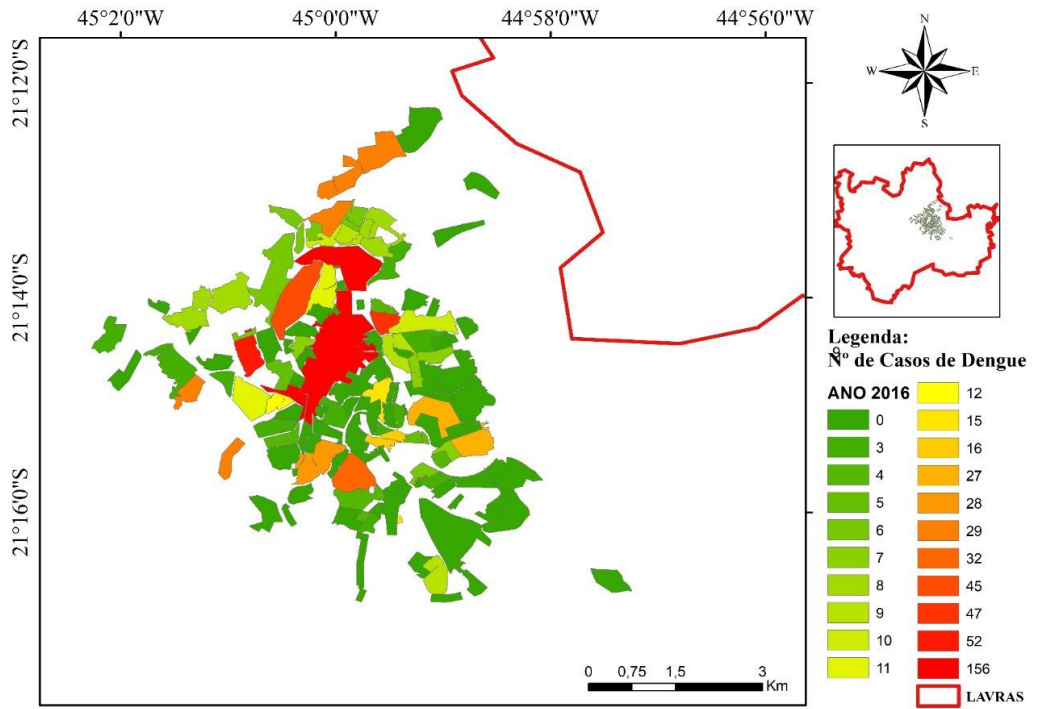 45°2'0"W 45°0'0"W 44°58'0"W 44°56'0"W
21°12'0"S
21°14'0"S
21°16'0"S
N
W E
S
Legenda:
Nº de Casos de Dengue
ANO 2016
0
3
4
5
6
7
8
9
10
11
12
15
16
27
28
29
32
45
47
52
156
LAVRAS
0 0,75 1,5 3
Km